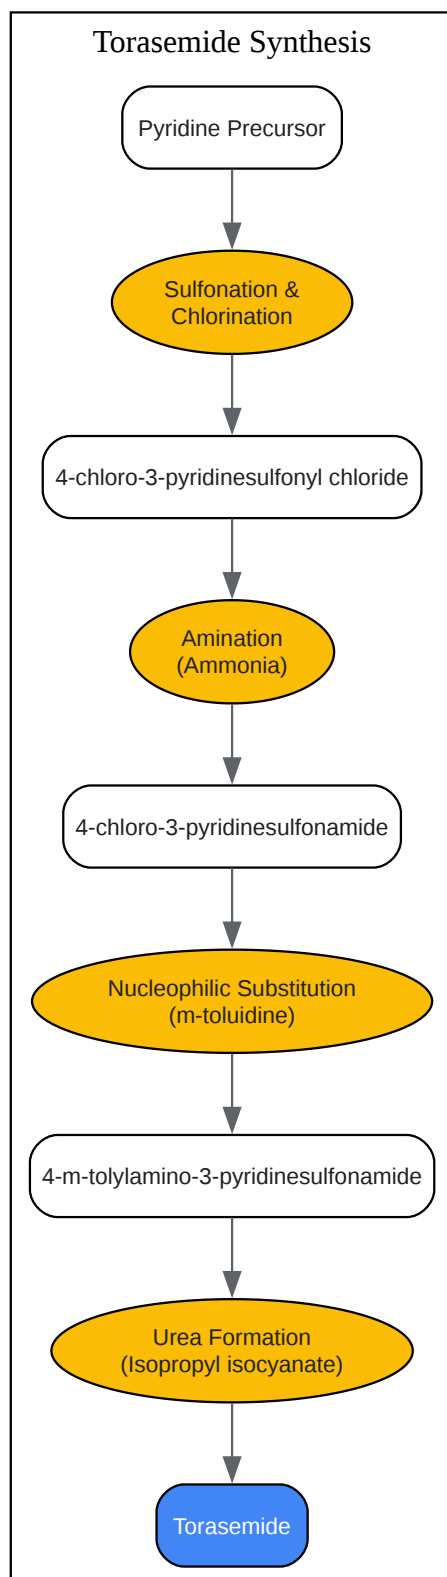 Torasemide Synthesis
Pyridine Precursor
Sulfonation &
Chlorination
4-chloro-3-pyridinesulfonyl chloride
Amination
(Ammonia)
4-chloro-3-pyridinesulfonamide
Nucleophilic Substitution
(m-toluidine)
4-m-tolylamino-3-pyridinesulfonamide
Urea Formation
(Isopropyl isocyanate)
Torasemide